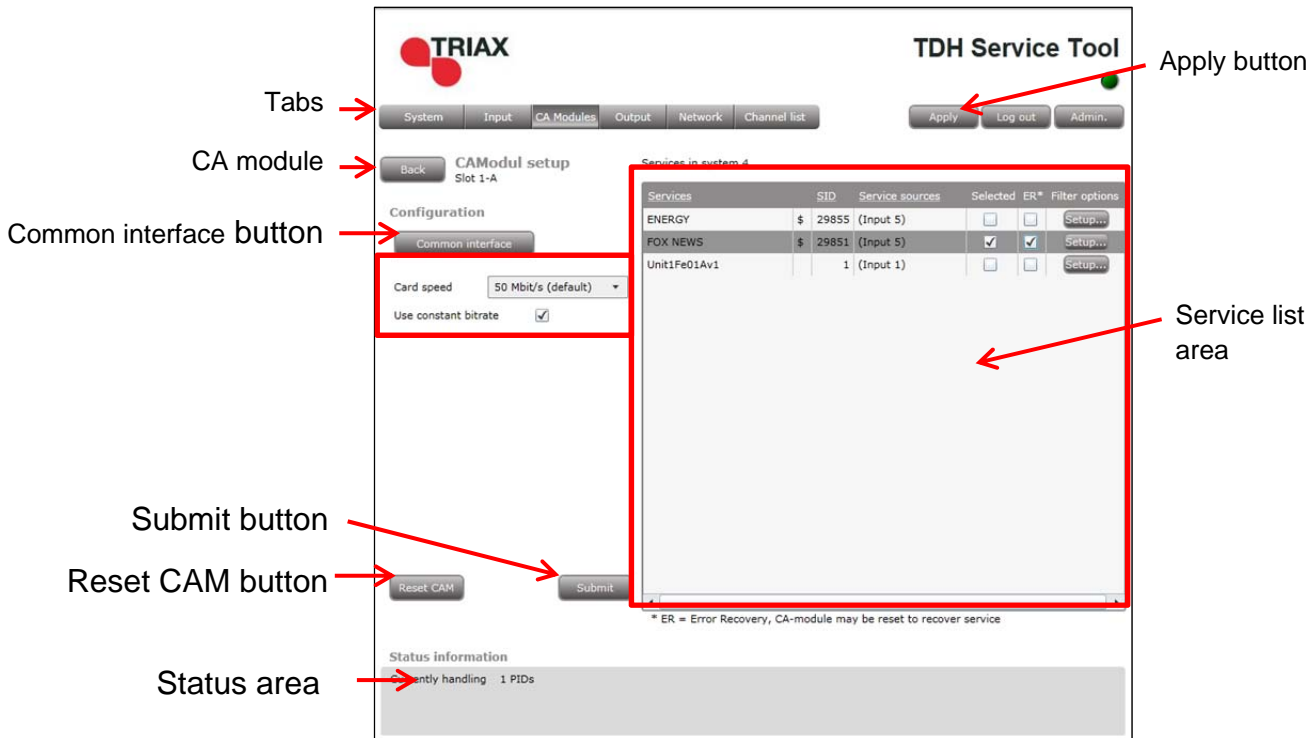 TRIAX
TDH Service Tool
Apply button
Tabs
System Input CA Modules Output Network Channel list Apply Log out Admin.
CA module
Back CAModul setup
Slot 1-A
Services in system 4
Services SID Service sources Selected ER* Filter options
ENERGY $ 29855 (Input 5) Setup...
FOX NEWS $ 29851 (Input 5) Setup...
Unit1Fe01Av1 1 (Input 1) Setup...
Configuration
Common interface button
Common interface
Card speed 50 Mbit/s (default)
Use constant bitrate
Service list
area
Submit button
Reset CAM button
Reset CAM Submit
* ER = Error Recovery, CA-module may be reset to recover service
Status information
Status area
Currently handling 1 PIDs